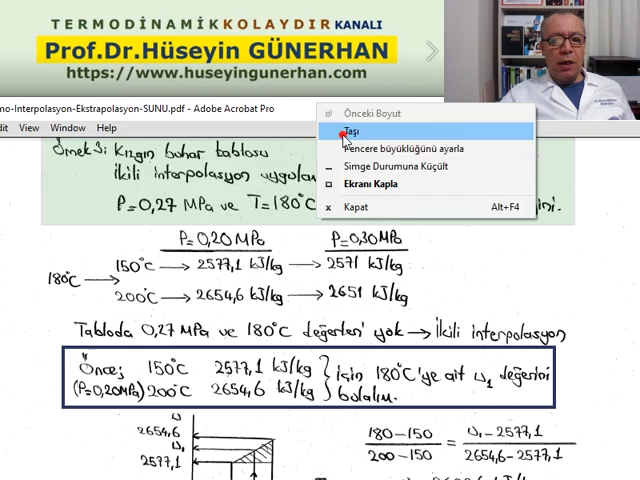 TERMODİNAMİKKOLAYDIR KANALI
Prof.Dr.Hüseyin GÜNERHAN
https://www.huseyingunerhan.com
mo-Interpolasyon-Ekstrapolasyon-SUNU.pdf - Adobe Acrobat Pro
dit View Window Help
Önceki Boyut
Taşı
Pencere büyüklüğünü ayarla
Simge Durumuna Küçült
Ekranı Kapla
Kapat Alt+F4
Örnek 3: Kızgın buhar tablosu
İkili interpolasyon
P=0,27 MPa ve T=180°C
P=0,20 MPa P=0,30 MPa
180°C → 150°C → 2577,1 kJ/kg → 2571 kJ/kg
200°C → 2654,6 kJ/kg → 2651 kJ/kg
Tabloda 0,27 MPa ve 180°C değerleri yok → İkili interpolasyon
Önce; 150°C 2577,1 kJ/kg } için 180°C'ye ait u₁ değerini
(P=0,20MPa) 200°C 2654,6 kJ/kg } bulalım.
u
2654,6
u₁
2577,1
180-150 / 200-150 = u₁-2577,1 / 2654,6-2577,1